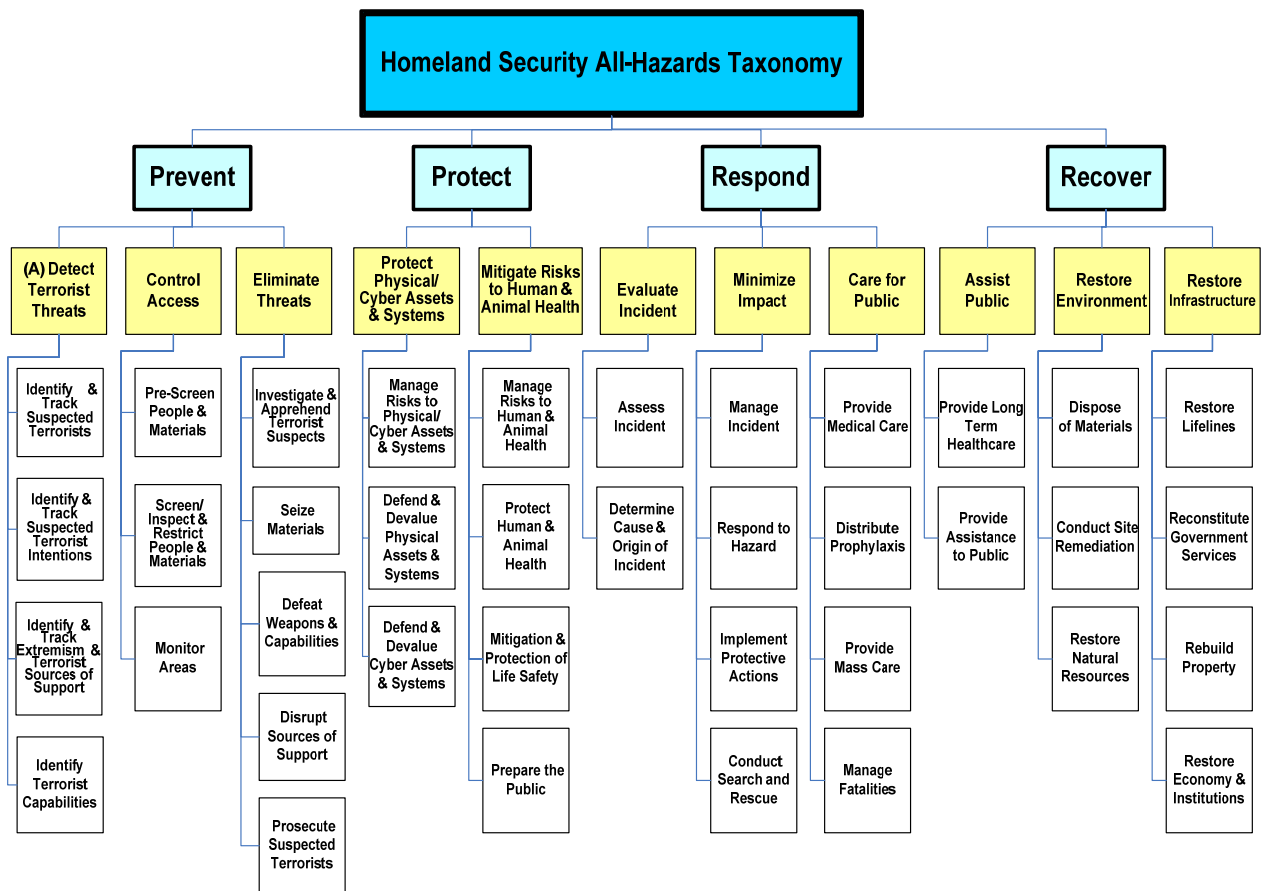 Homeland Security All-Hazards Taxonomy
Prevent
Protect
Respond
Recover
(A) Detect
Terrorist
Threats
Control
Access
Eliminate
Threats
Protect
Physical/
Cyber Assets
& Systems
Mitigate Risks
to Human &
Animal Health
Evaluate
Incident
Minimize
Impact
Care for
Public
Assist
Public
Restore
Environment
Restore
Infrastructure
Identify &
Track
Suspected
Terrorists
Identify &
Track
Suspected
Terrorist
Intentions
Identify &
Track
Extremism &
Terrorist
Sources of
Support
Identify
Terrorist
Capabilities
Pre-Screen
People &
Materials
Screen/
Inspect &
Restrict
People &
Materials
Monitor
Areas
Investigate &
Apprehend
Terrorist
Suspects
Seize
Materials
Defeat
Weapons &
Capabilities
Disrupt
Sources of
Support
Prosecute
Suspected
Terrorists
Manage
Risks to
Physical/
Cyber Assets
& Systems
Defend &
Devalue
Physical
Assets &
Systems
Defend &
Devalue
Cyber Assets
& Systems
Manage
Risks to
Human &
Animal
Health
Protect
Human &
Animal
Health
Mitigation &
Protection of
Life Safety
Prepare the
Public
Assess
Incident
Determine
Cause &
Origin of
Incident
Manage
Incident
Respond to
Hazard
Implement
Protective
Actions
Conduct
Search and
Rescue
Provide
Medical Care
Distribute
Prophylaxis
Provide
Mass Care
Manage
Fatalities
Provide Long
Term
Healthcare
Provide
Assistance
to Public
Dispose
of Materials
Conduct Site
Remediation
Restore
Natural
Resources
Restore
Lifelines
Reconstitute
Government
Services
Rebuild
Property
Restore
Economy &
Institutions